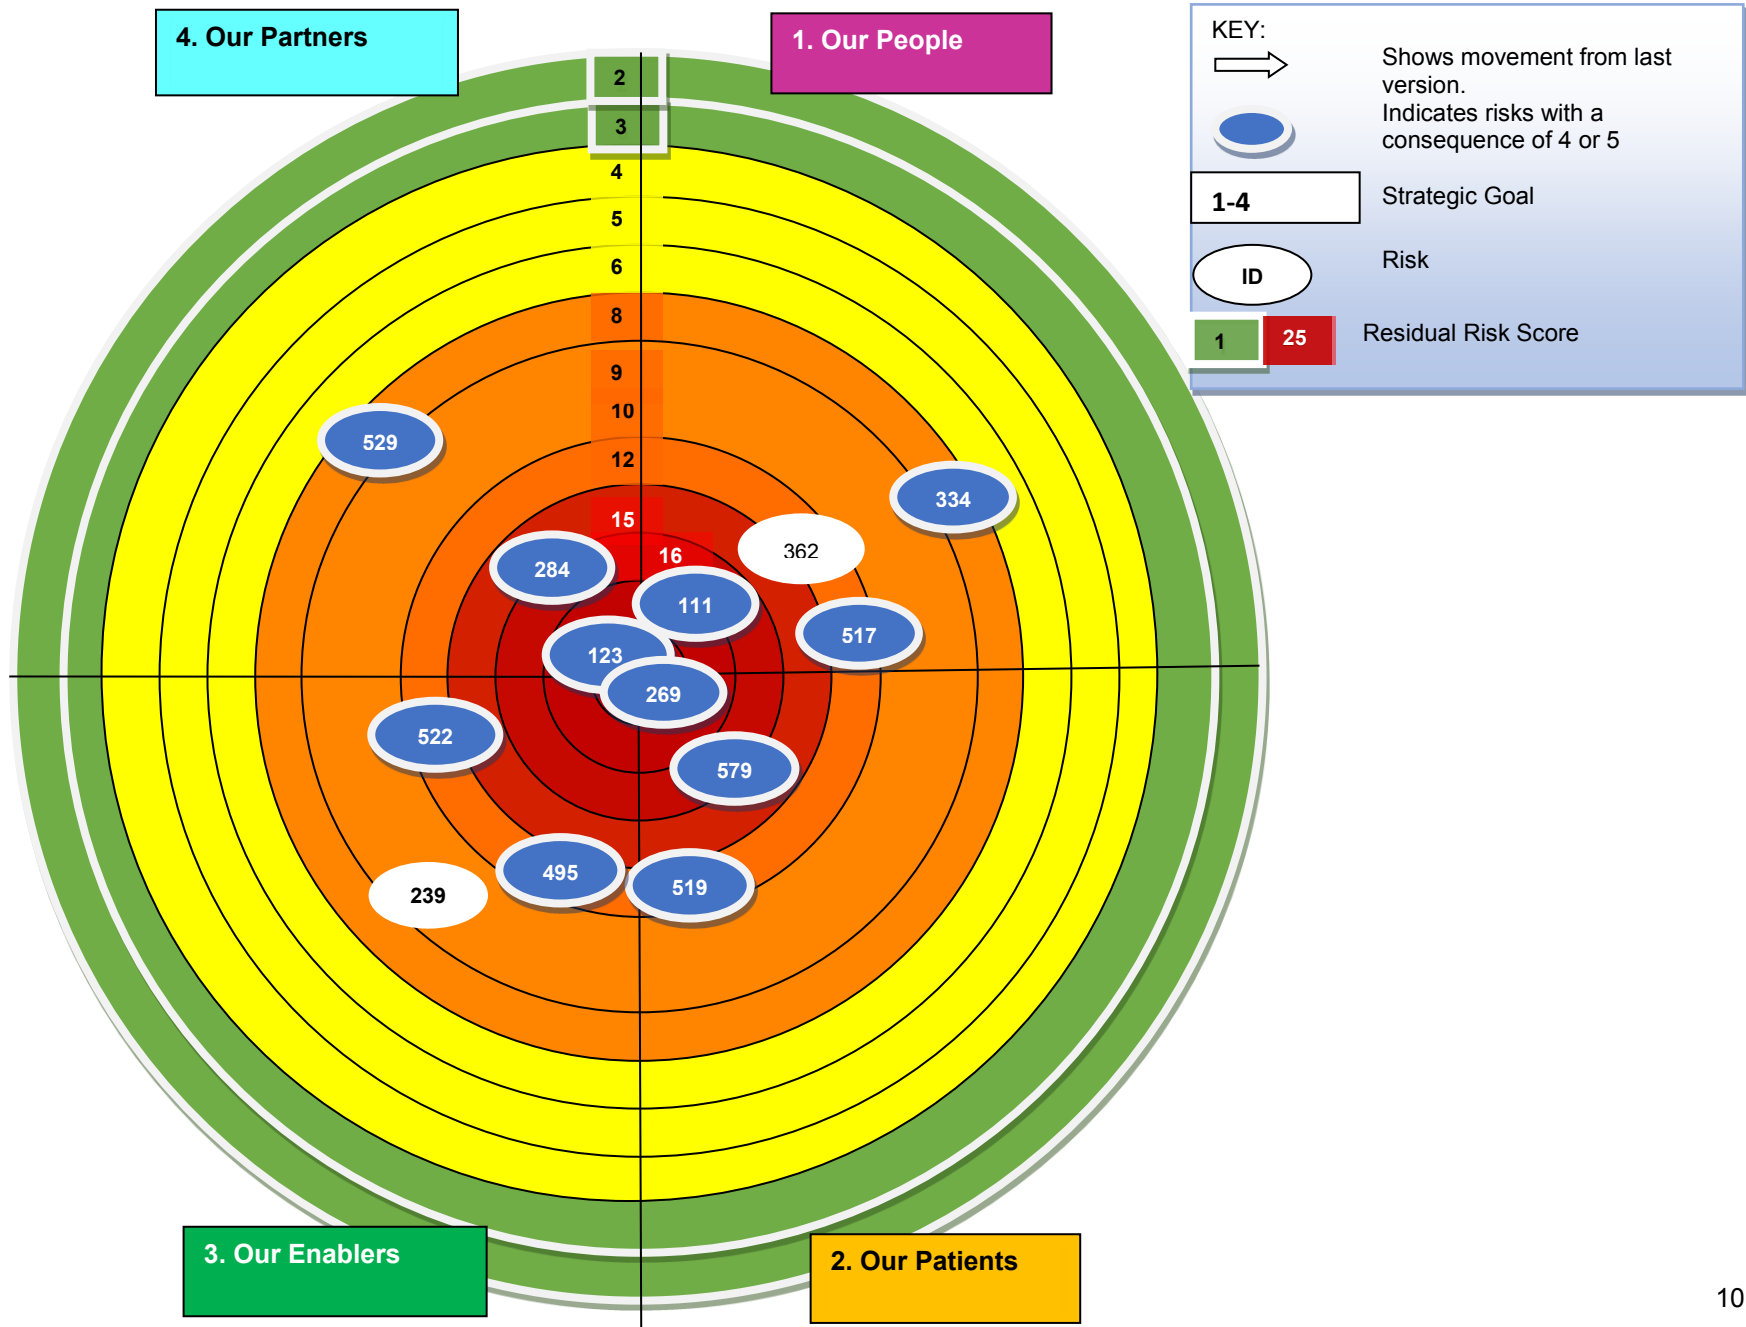 4. Our Partners
1. Our People
KEY:
Shows movement from last
version.
Indicates risks with a
consequence of 4 or 5
1-4
Strategic Goal
ID
Risk
1
25
Residual Risk Score
2
3
4
5
6
8
9
10
12
15
16
529
334
362
284
111
517
123
269
522
579
495
519
239
3. Our Enablers
2. Our Patients
10